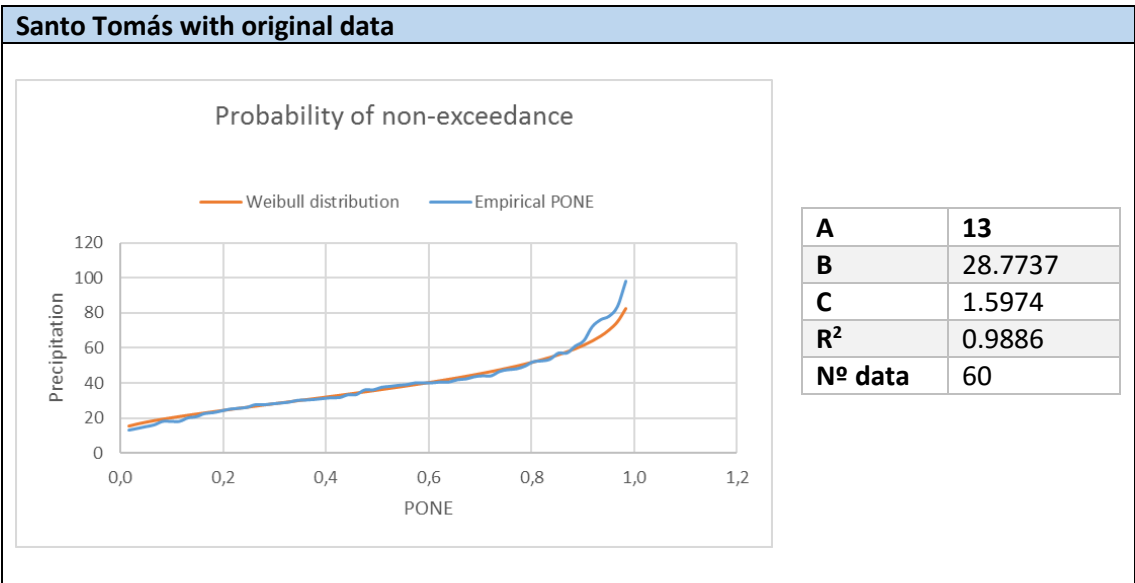 Santo Tomás with original data
Probability of non-exceedance
Weibull distribution Empirical PONE
120
100
80
60
40
20
0
Precipitation
0,0 0,2 0,4 0,6 0,8 1,0 1,2
PONE
A 13
B 28.7737
C 1.5974
R² 0.9886
Nº data 60